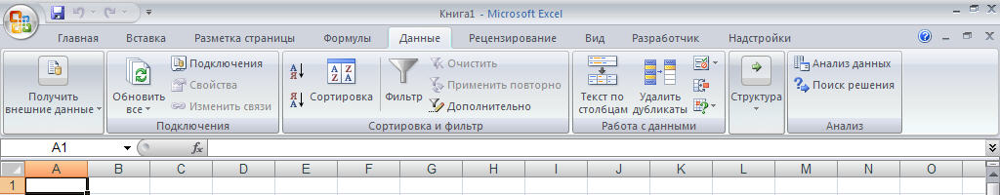 Книга1 - Microsoft Excel
Главная Вставка Разметка страницы Формулы Данные Рецензирование Вид Разработчик Надстройки
Получить внешние данные
Обновить все
Подключения
Свойства
Изменить связи
Подключения
А Я
Я А
А Я Z A
Сортировка
Фильтр
Очистить
Применить повторно
Дополнительно
Сортировка и фильтр
Текст по столбцам
Удалить дубликаты
Работа с данными
Структура
Анализ данных
Поиск решения
Анализ
A1 fx
A B C D E F G H I J K L M N O
1